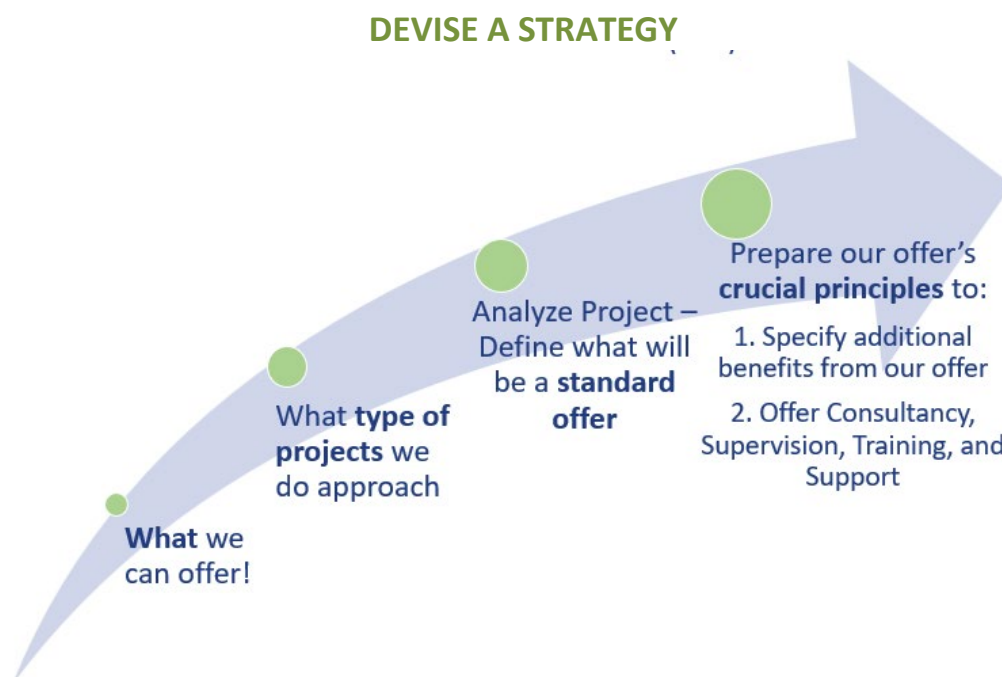 DEVISE A STRATEGY
What we
can offer!
What type of
projects we
do approach
Analyze Project –
Define what will
be a standard
offer
Prepare our offer’s
crucial principles to:
1. Specify additional
benefits from our offer
2. Offer Consultancy,
Supervision, Training, and
Support